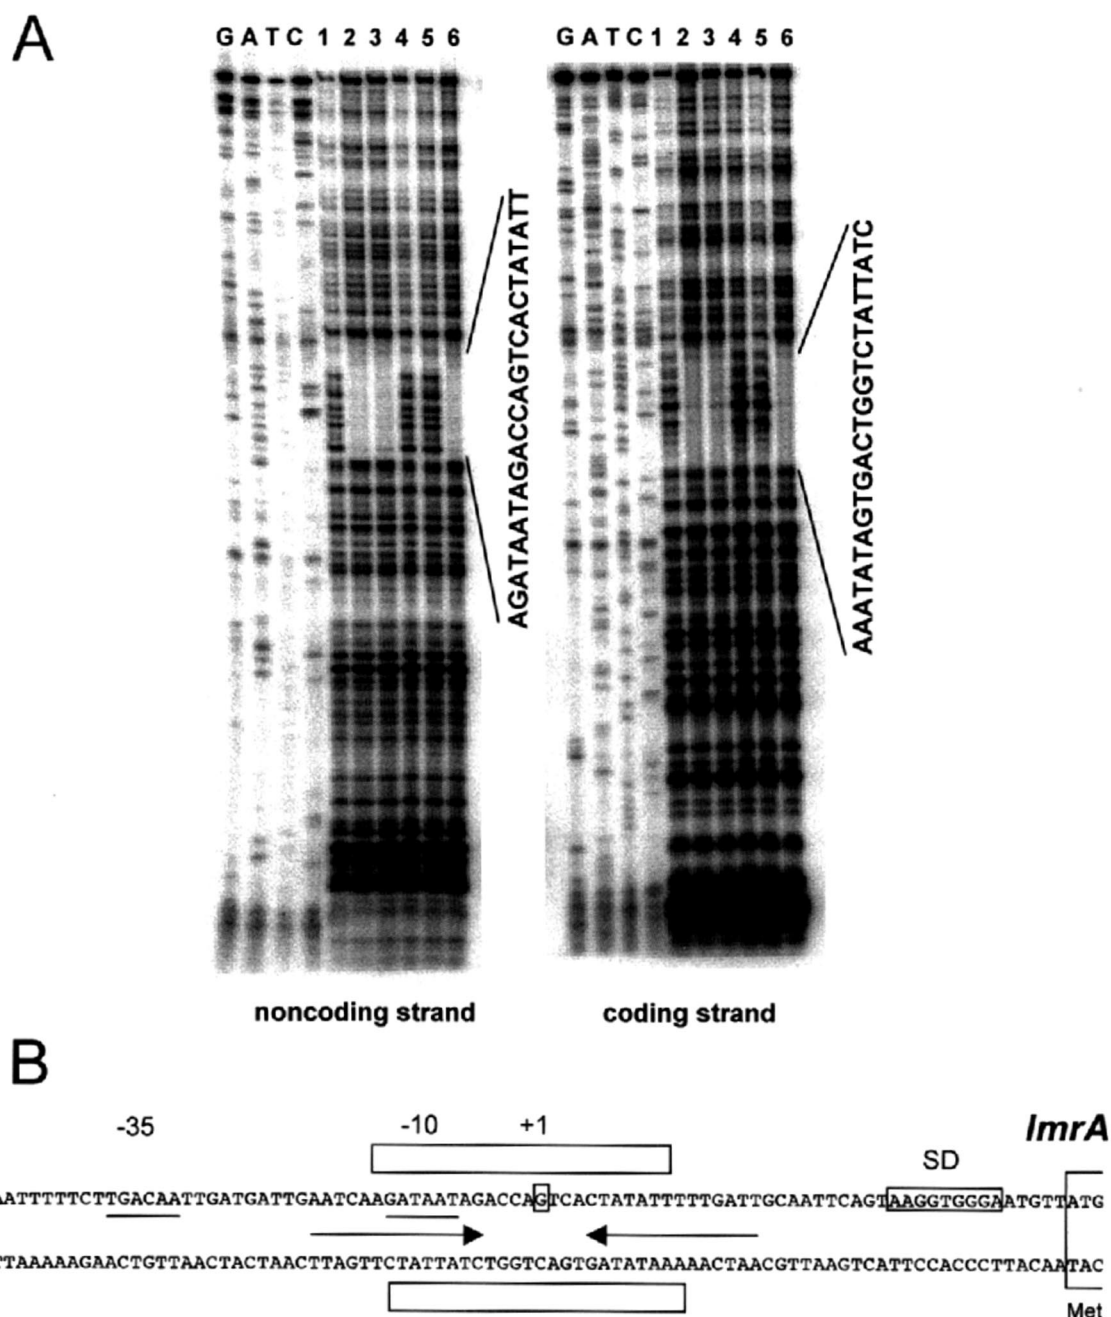 A
G A T C 1 2 3 4 5 6
G A T C 1 2 3 4 5 6
AGATAATAGACCAGTCACTATATT
AAATATAGTGACTGGTCTATTATC
noncoding strand
coding strand
B
-35 -10 +1 lmrA
SD
AATTTTTCTTGACAATTGATGATTGAATCAAGATAATAGACCAGTCACTATATTTTTGATTGCAATTCAGTAAGGTGGGAATGTTATG
TTAAAAAGAACTGTTAACTACTAACTTAGTTCTATTATCTGGTCAGTGATATAAAAACTAACGTTAAGTCATTCCACCCTTACAATAC
Met